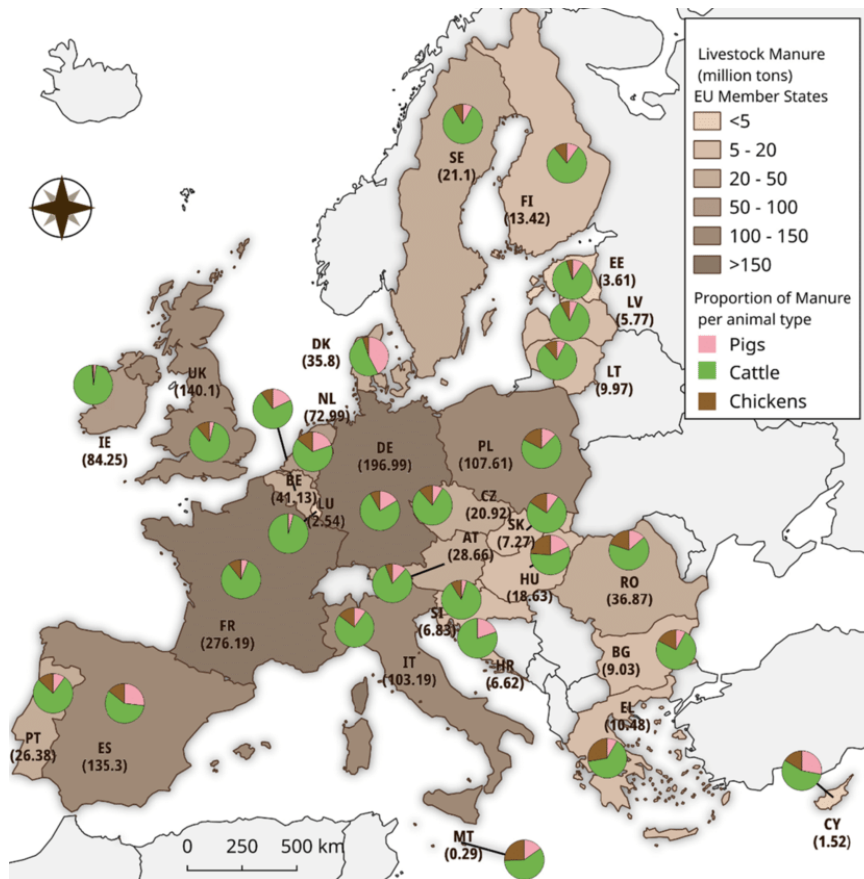 Livestock Manure
(million tons)
EU Member States
<5
5 - 20
20 - 50
50 - 100
100 - 150
>150
Proportion of Manure
per animal type
Pigs
Cattle
Chickens
SE
(21.1)
FI
(13.42)
EE
(3.61)
LV
(5.77)
LT
(9.97)
DK
(35.8)
UK
(140.1)
NL
(72.99)
IE
(84.25)
DE
(196.99)
PL
(107.61)
BE
(41.13)
LU
(2.54)
CZ
(20.92)
SK
(7.27)
AT
(28.66)
HU
(18.63)
RO
(36.87)
FR
(276.19)
SI
(6.83)
HR
(6.62)
BG
(9.03)
IT
(103.19)
EL
(10.48)
PT
(26.38)
ES
(135.3)
MT
(0.29)
CY
(1.52)
0 250 500 km